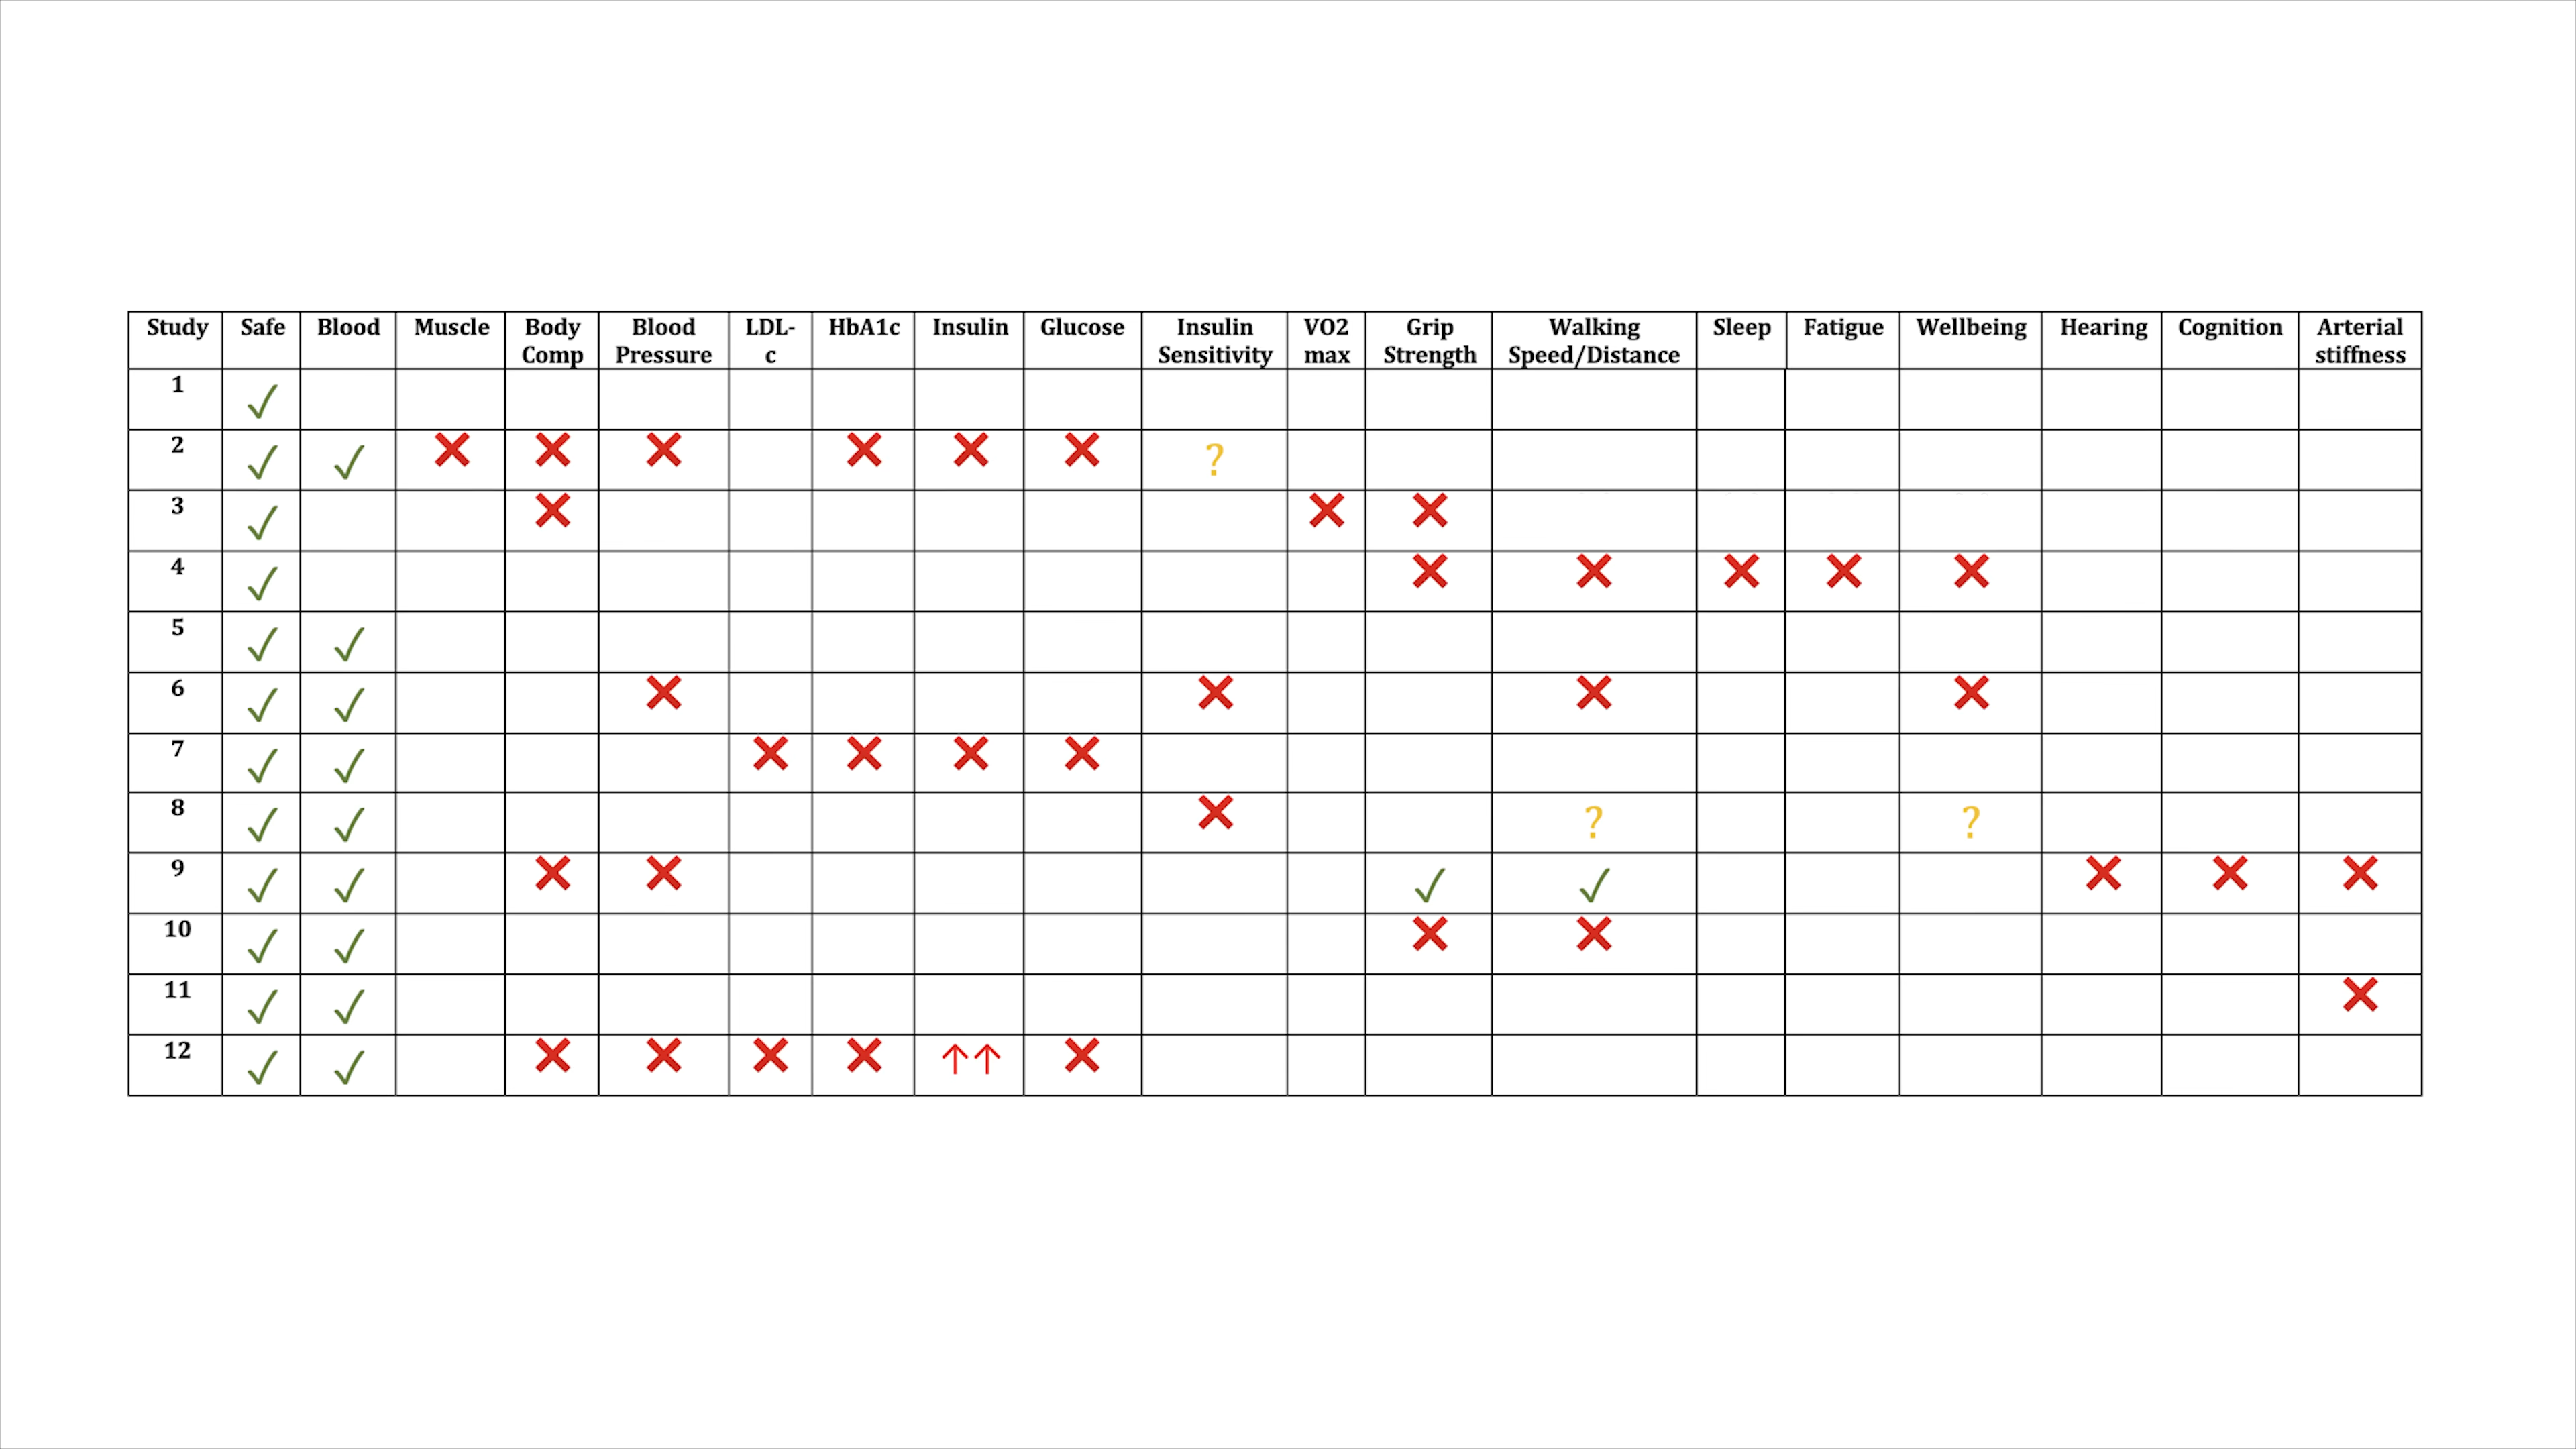 Study Safe Blood Muscle Body Comp Blood Pressure LDL-c HbA1c Insulin Glucose Insulin Sensitivity VO2 max Grip Strength Walking Speed/Distance Sleep Fatigue Wellbeing Hearing Cognition Arterial stiffness
1 ✓
2 ✓ ✓ ❌ ❌ ❌ ❌ ❌ ❌ ?
3 ✓ ❌ ❌ ❌
4 ✓ ❌ ❌ ❌ ❌ ❌
5 ✓ ✓
6 ✓ ✓ ❌ ❌ ❌ ❌
7 ✓ ✓ ❌ ❌ ❌ ❌
8 ✓ ✓ ❌ ? ?
9 ✓ ✓ ❌ ❌ ✓ ✓ ❌ ❌ ❌
10 ✓ ✓ ❌ ❌
11 ✓ ✓ ❌
12 ✓ ✓ ❌ ❌ ❌ ❌ ↑↑ ❌